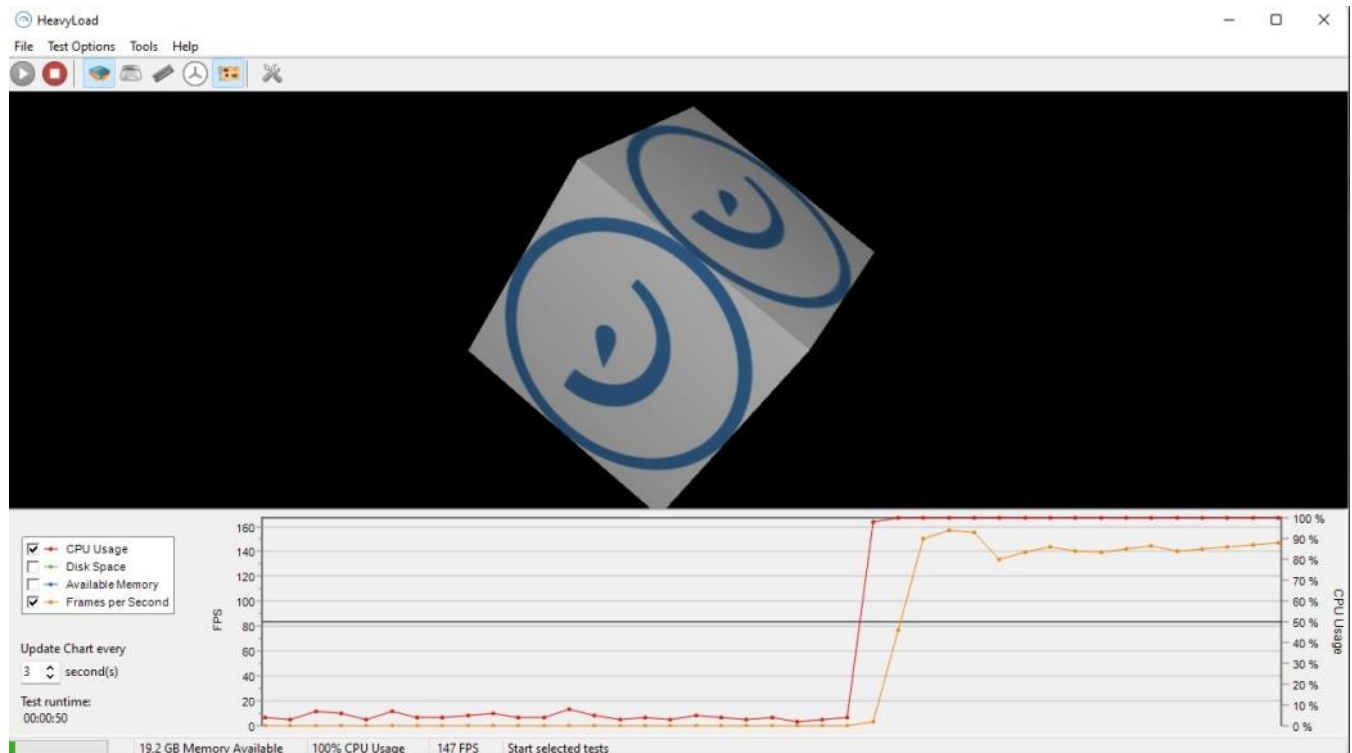 HeavyLoad
File Test Options Tools Help
160
140
120
100
80
60
40
20
0
FPS
100 %
90 %
80 %
70 %
60 %
50 %
40 %
30 %
20 %
10 %
0 %
CPU Usage
CPU Usage
Disk Space
Available Memory
Frames per Second
Update Chart every
3 second(s)
Test runtime:
00:00:50
19.2 GB Memory Available 100% CPU Usage 147 FPS Start selected tests